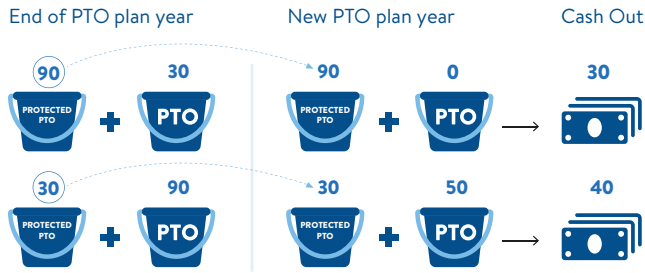 End of PTO plan year
New PTO plan year
Cash Out
90
30
90
0
30
PROTECTED
PTO
PTO
PROTECTED
PTO
PTO
30
90
30
50
40
PROTECTED
PTO
PTO
PROTECTED
PTO
PTO